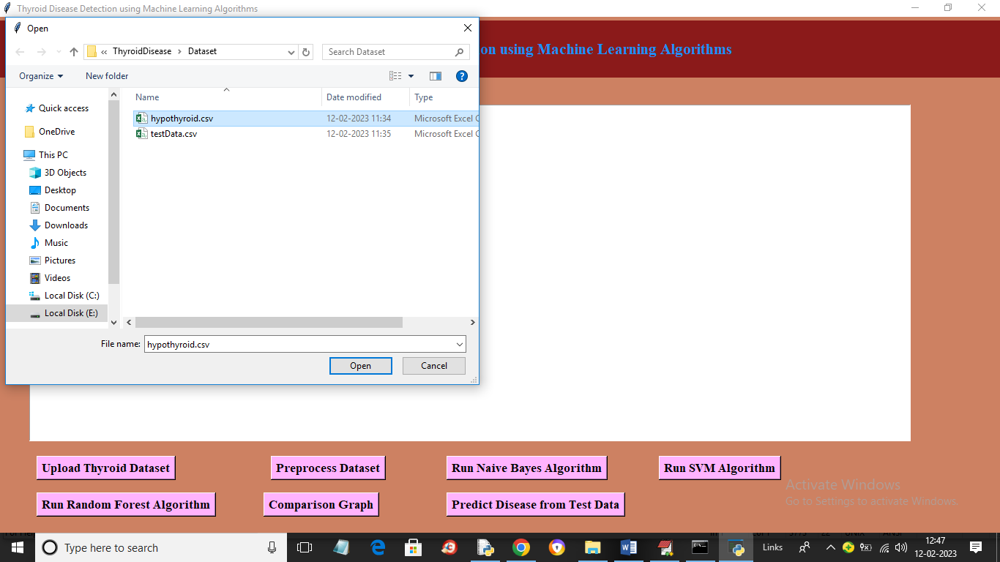 Thyroid Disease Detection using Machine Learning Algorithms
Open
on using Machine Learning Algorithms
« ThyroidDisease > Dataset
Search Dataset
Organize
New folder
Name
Date modified
Type
Quick access
OneDrive
This PC
3D Objects
Desktop
Documents
Downloads
Music
Pictures
Videos
Local Disk (C:)
Local Disk (E:)
hypothyroid.csv 12-02-2023 11:34 Microsoft Excel C
testData.csv 12-02-2023 11:35 Microsoft Excel C
File name: hypothyroid.csv
Open
Cancel
Upload Thyroid Dataset
Preprocess Dataset
Run Naive Bayes Algorithm
Run SVM Algorithm
Run Random Forest Algorithm
Comparison Graph
Predict Disease from Test Data
Activate Windows
Go to Settings to activate Windows.
Type here to search
Links
12:47
12-02-2023